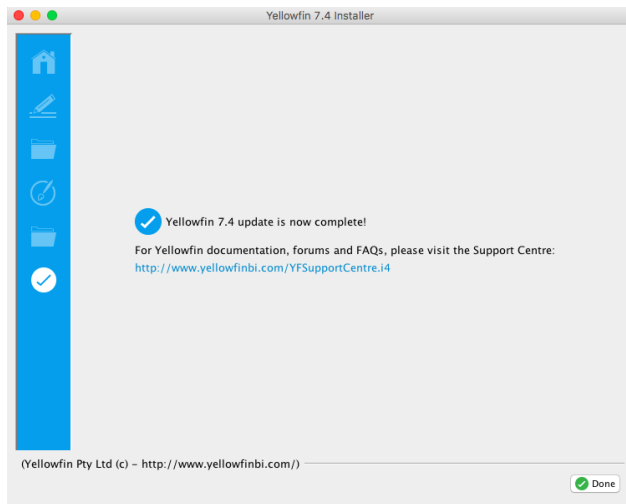 Yellowfin 7.4 Installer
Yellowfin 7.4 update is now complete!
For Yellowfin documentation, forums and FAQs, please visit the Support Centre:
http://www.yellowfinbi.com/YFSupportCentre.i4
(Yellowfin Pty Ltd (c) – http://www.yellowfinbi.com/)
Done